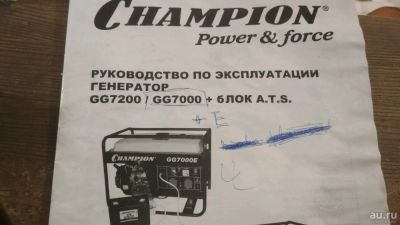 CHAMPION®
Power & force
РУКОВОДСТВО ПО ЭКСПЛУАТАЦИИ
ГЕНЕРАТОР
GG7200 / GG7000 + блок A.T.S.
+ E
CHAMPION
GG7000E
au.ru